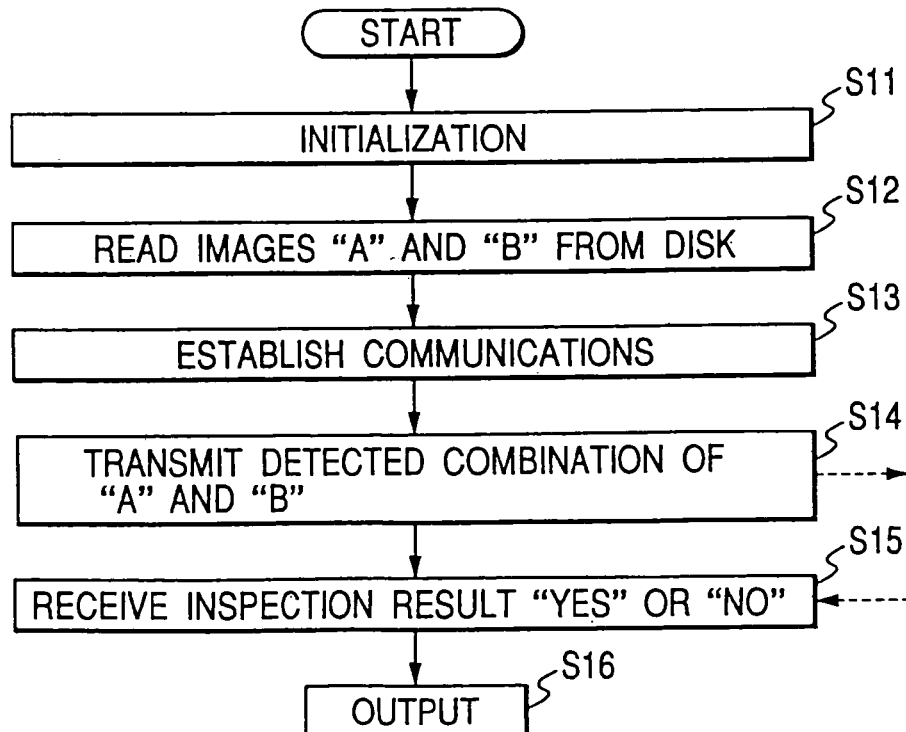 START
S11
INITIALIZATION
S12
READ IMAGES “A” AND “B” FROM DISK
S13
ESTABLISH COMMUNICATIONS
S14
TRANSMIT DETECTED COMBINATION OF
“A” AND “B”
S15
RECEIVE INSPECTION RESULT “YES” OR “NO”
S16
OUTPUT